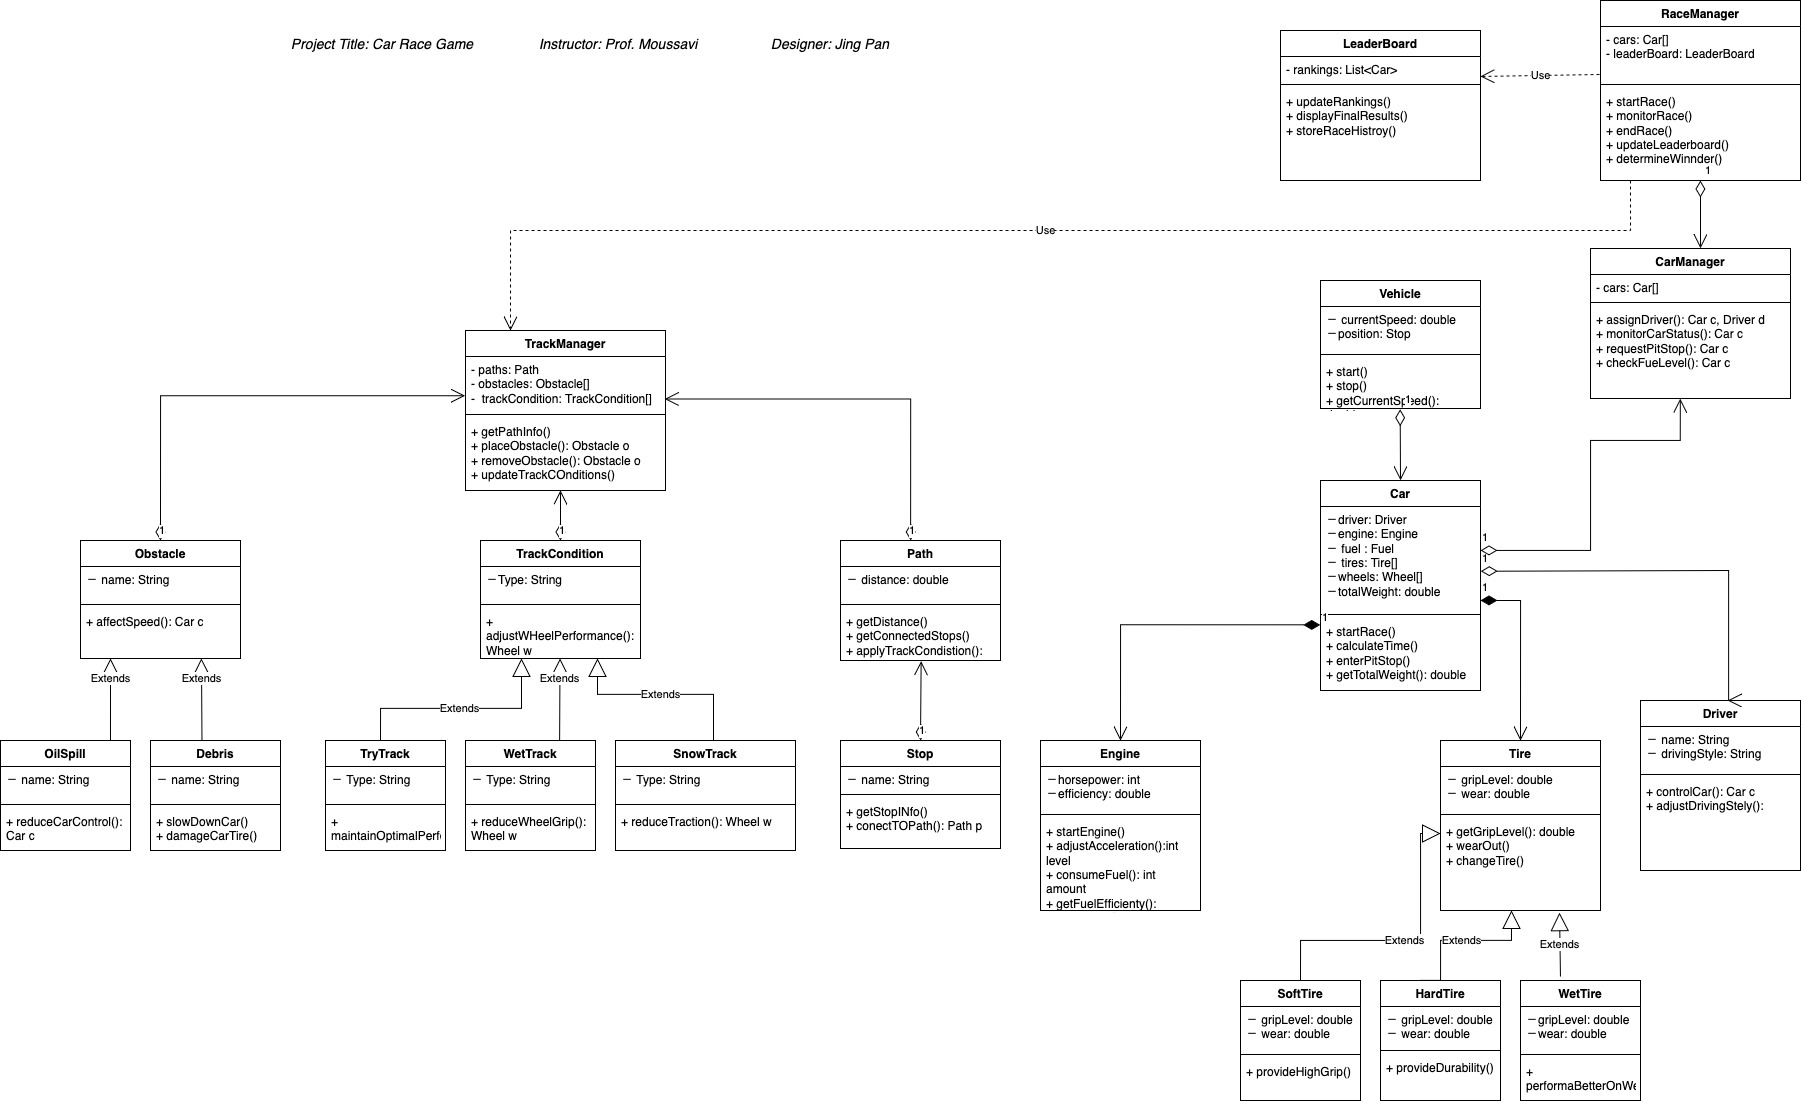 Project Title: Car Race Game
Instructor: Prof. Moussavi
Designer: Jing Pan
RaceManager
- cars: Car[]
- leaderBoard: LeaderBoard
+ startRace()
+ monitorRace()
+ endRace()
+ updateLeaderboard()
+ determineWinnder()
1
LeaderBoard
- rankings: List<Car>
+ updateRankings()
+ displayFinalResults()
+ storeRaceHistroy()
Use
Use
CarManager
- cars: Car[]
+ assignDriver(): Car c, Driver d
+ monitorCarStatus(): Car c
+ requestPitStop(): Car c
+ checkFueLevel(): Car c
Vehicle
− currentSpeed: double
− position: Stop
+ start()
+ stop()
+ getCurrentSpeed():
1
TrackManager
- paths: Path
- obstacles: Obstacle[]
- trackCondition: TrackCondition[]
+ getPathInfo()
+ placeObstacle(): Obstacle o
+ removeObstacle(): Obstacle o
+ updateTrackCOnditions()
1
1
1
Car
− driver: Driver
− engine: Engine
− fuel : Fuel
− tires: Tire[]
− wheels: Wheel[]
− totalWeight: double
+ startRace()
+ calculateTime()
+ enterPitStop()
+ getTotalWeight(): double
1
1
1
1
Obstacle
− name: String
+ affectSpeed(): Car c
TrackCondition
− Type: String
+
adjustWHeelPerformance():
Wheel w
Path
− distance: double
+ getDistance()
+ getConnectedStops()
+ applyTrackCondistion():
Extends
Extends
Extends
Extends
Extends
1
OilSpill
− name: String
+ reduceCarControl():
Car c
Debris
− name: String
+ slowDownCar()
+ damageCarTire()
TryTrack
− Type: String
+
maintainOptimalPerf
WetTrack
− Type: String
+ reduceWheelGrip():
Wheel w
SnowTrack
− Type: String
+ reduceTraction(): Wheel w
Stop
− name: String
+ getStopINfo()
+ conectTOPath(): Path p
Engine
− horsepower: int
− efficiency: double
+ startEngine()
+ adjustAcceleration():int
level
+ consumeFuel(): int
amount
+ getFuelEfficienty():
Tire
− gripLevel: double
− wear: double
+ getGripLevel(): double
+ wearOut()
+ changeTire()
Driver
− name: String
− drivingStyle: String
+ controlCar(): Car c
+ adjustDrivingStely():
Extends
Extends
Extends
SoftTire
− gripLevel: double
− wear: double
+ provideHighGrip()
HardTire
− gripLevel: double
− wear: double
+ provideDurability()
WetTire
− gripLevel: double
− wear: double
+
performaBetterOnWe